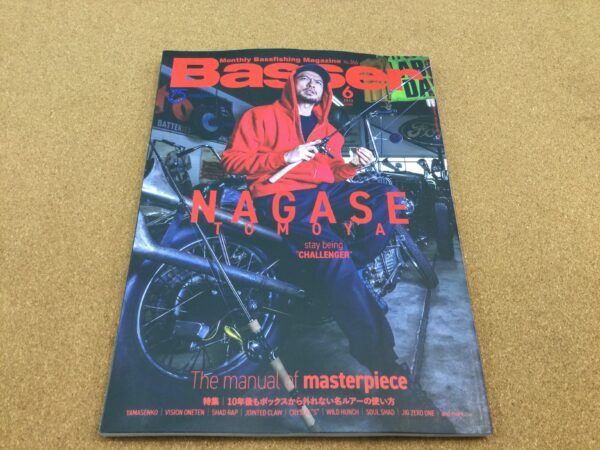 Monthly Bassfishing Magazine
Basser
6
BATTERIES
NAGASE
TOMOYA
stay being
"CHALLENGER"
The manual of masterpiece
特集 | 10年後もボックスから外れない名ルアーの使い方
YAMASENKO | VISION ONETEN | SHAD RAP | JOINTED CLAW | | WILD HUNCH | SOUL SHAD | JIG ZERO ONE |